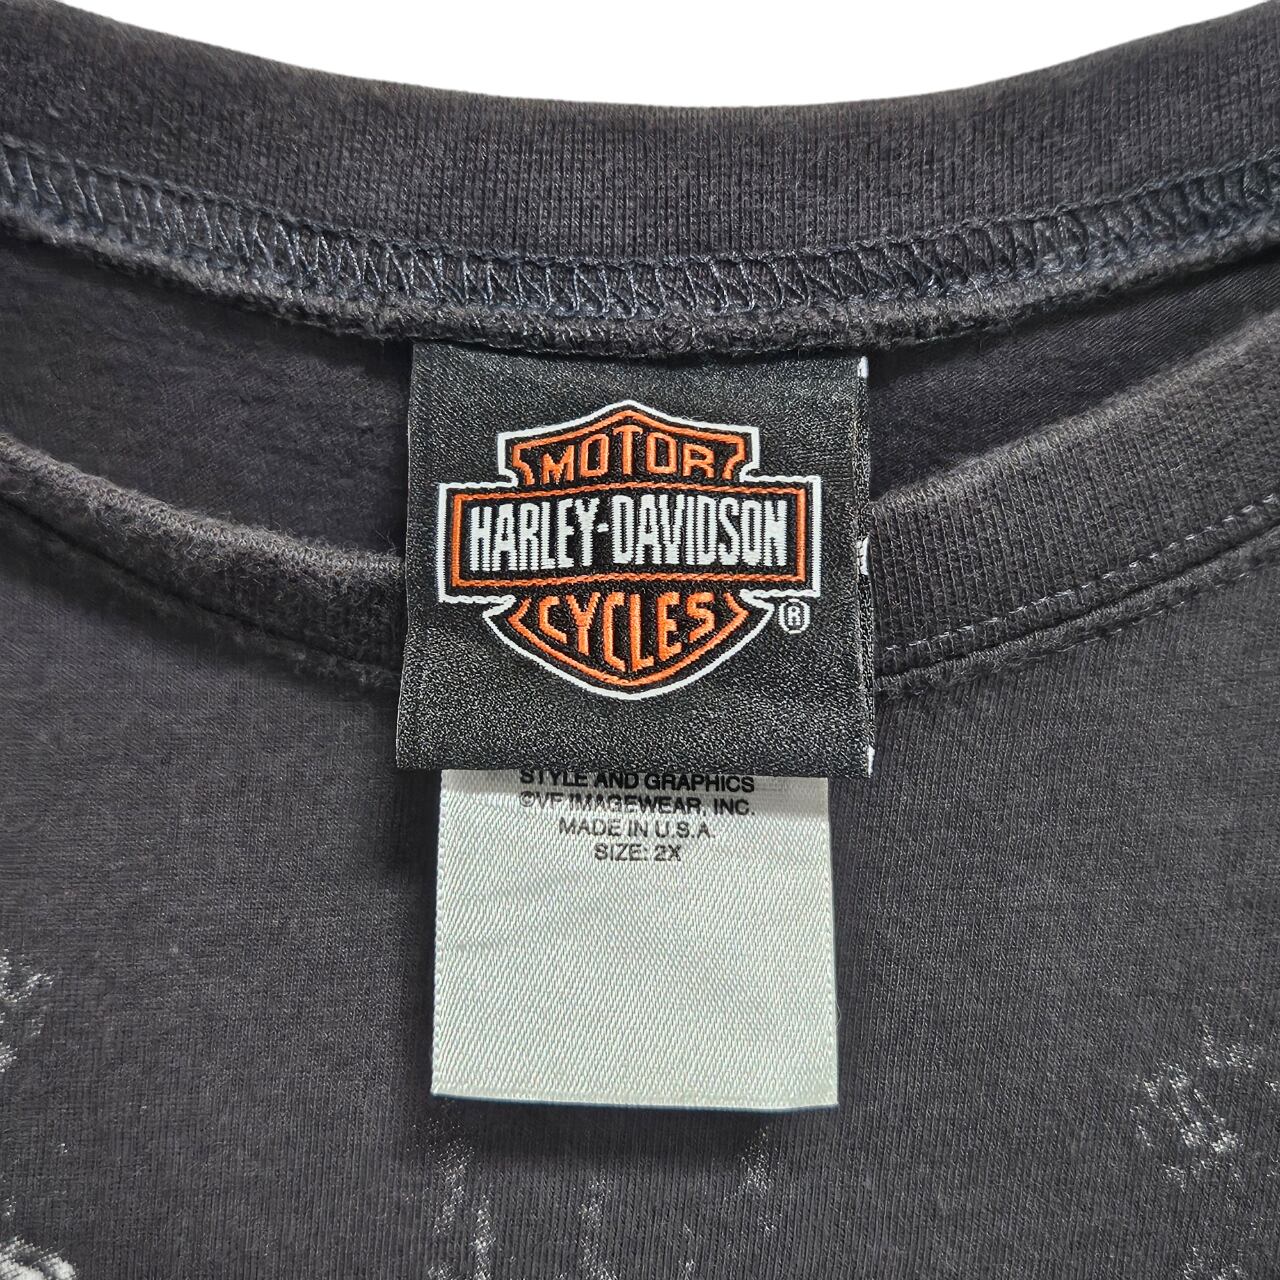 MOTOR
HARLEY-DAVIDSON
CYCLES
®
STYLE AND GRAPHICS
©VF IMAGEWEAR, INC.
MADE IN U.S.A.
SIZE: 2X